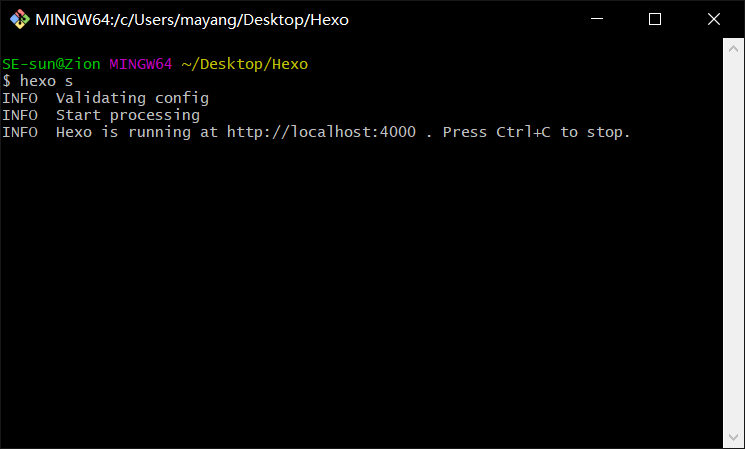 MINGW64:/c/Users/mayang/Desktop/Hexo
SE-sun@Zion MINGW64 ~/Desktop/Hexo
$ hexo s
INFO  Validating config
INFO  Start processing
INFO  Hexo is running at http://localhost:4000 . Press Ctrl+C to stop.